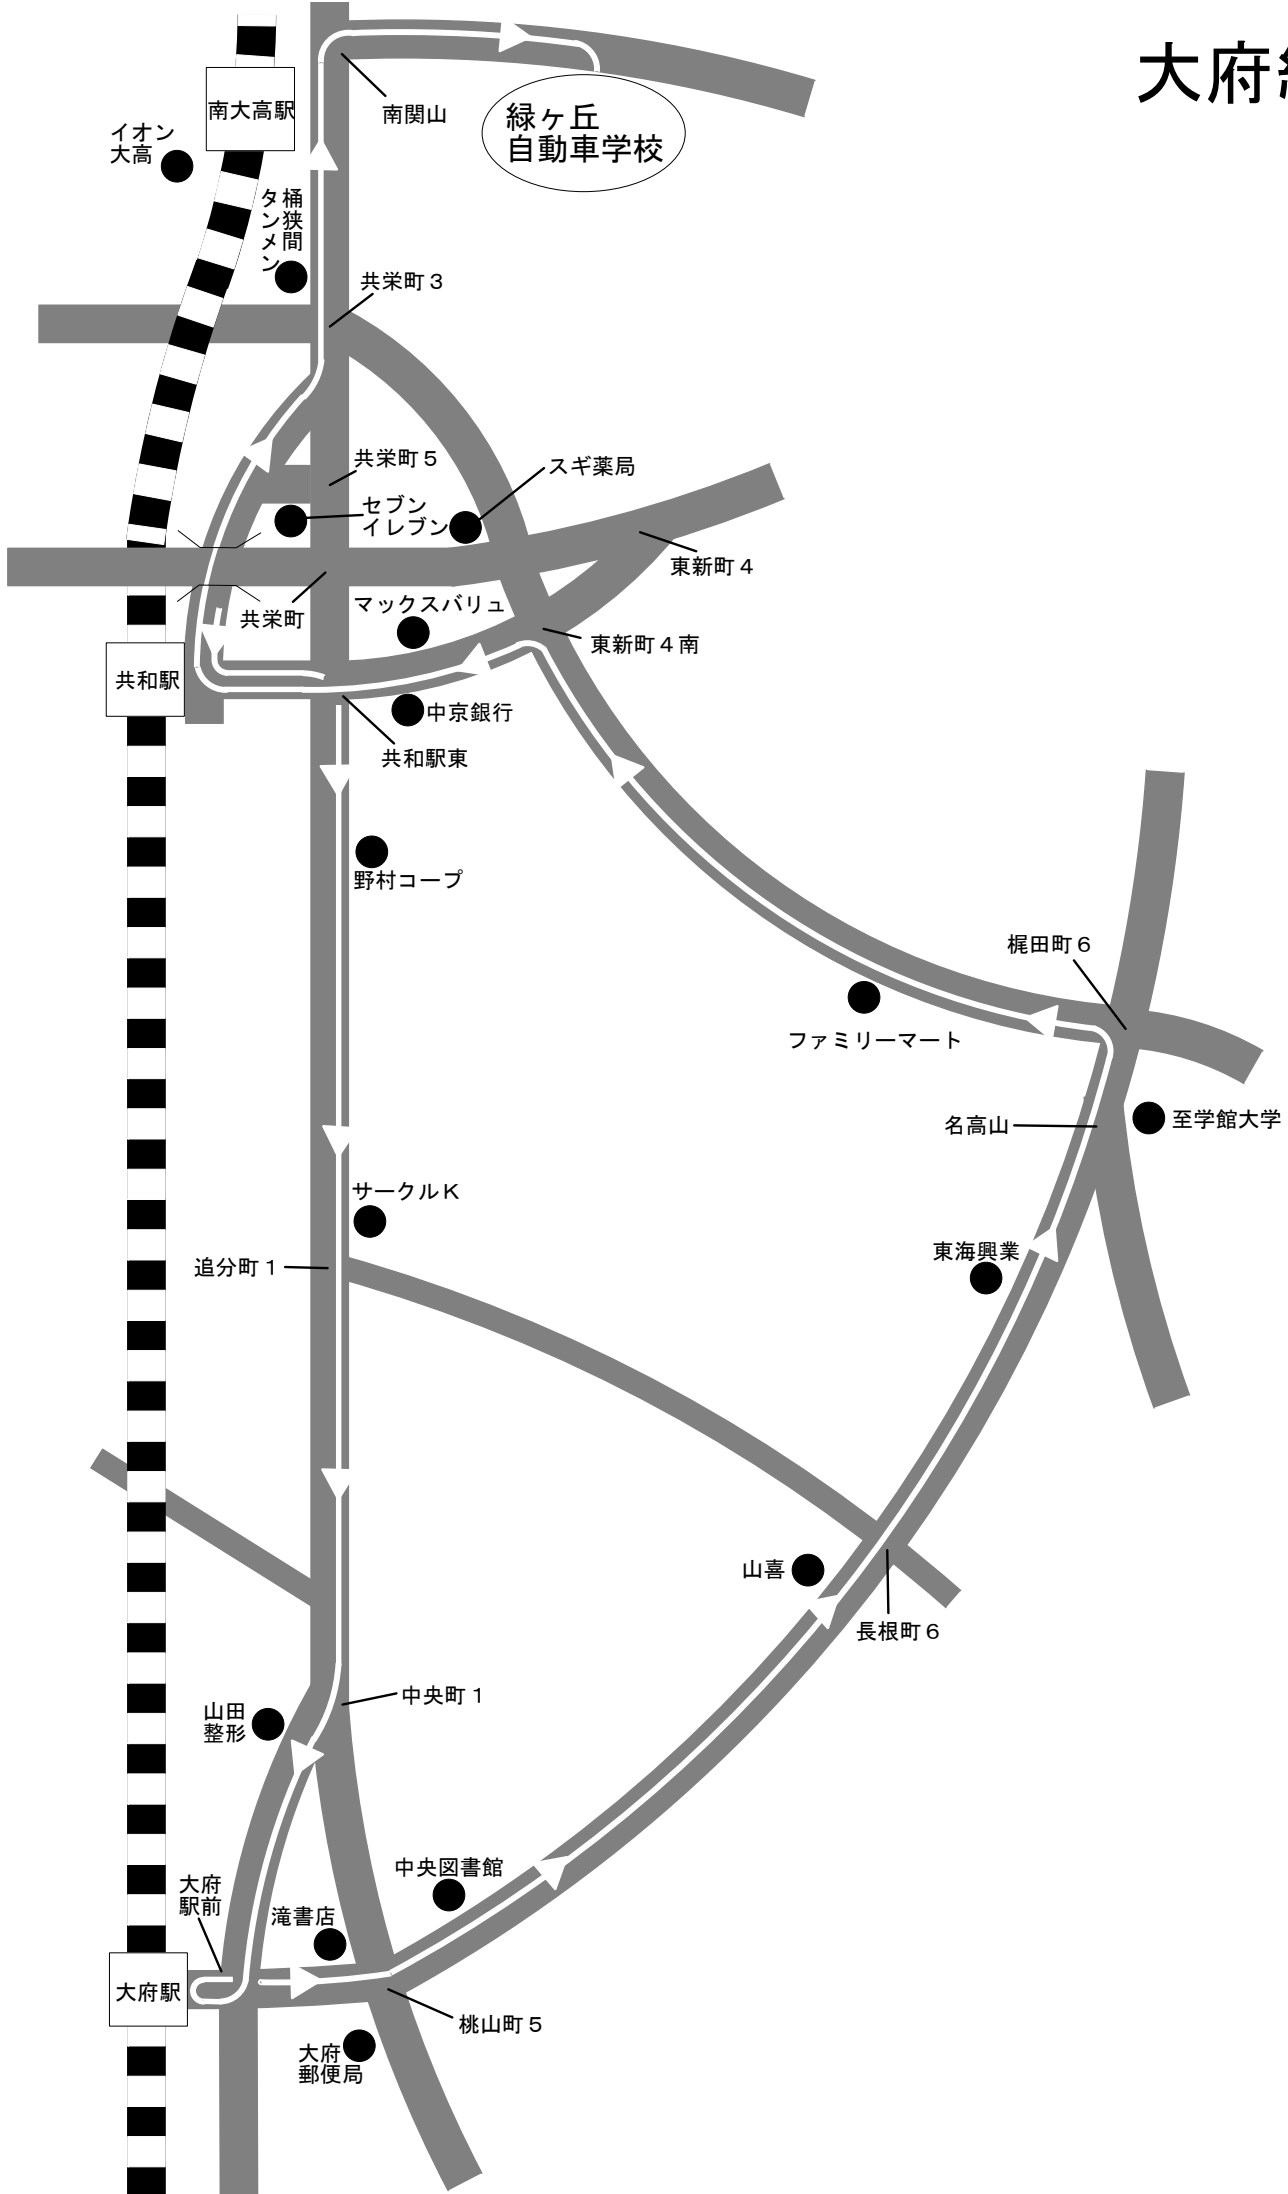 大府
南大高駅
南関山
緑ヶ丘
自動車学校
イオン
大高
桶狭間
タンメン
共栄町３
共栄町５
スギ薬局
セブン
イレブン
東新町４
共栄町
マックスバリュ
東新町４南
共和駅
中京銀行
共和駅東
野村コープ
梶田町６
ファミリーマート
名高山
至学館大学
サークルＫ
追分町１
東海興業
山喜
長根町６
中央町１
山田
整形
中央図書館
大府
駅前
滝書店
大府駅
桃山町５
大府
郵便局